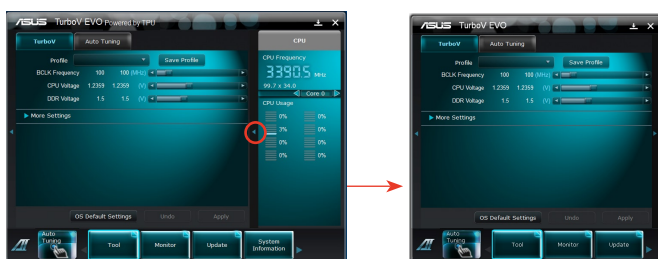 ASUS TurboV EVO Powered by TPU
TurboV Auto Tuning
Profile Save Profile
BCLK Frequency 100 100 (MHz)
CPU Voltage 1.2359 1.2359 (V)
DDR Voltage 1.5 1.5 (V)
More Settings
OS Default Settings Undo Apply
CPU
CPU Frequency
3390.5 MHz
99.7 x 34.0
Core 0
CPU Usage
0% 0%
7% 0%
0% 0%
0% 0%
Auto Tuning
Tool Monitor Update System Information
ASUS TurboV EVO
TurboV Auto Tuning
Profile Save Profile
BCLK Frequency 100 100 (MHz)
CPU Voltage 1.2359 1.2359 (V)
DDR Voltage 1.5 1.5 (V)
More Settings
OS Default Settings Undo Apply
Auto Tuning
Tool Monitor Update